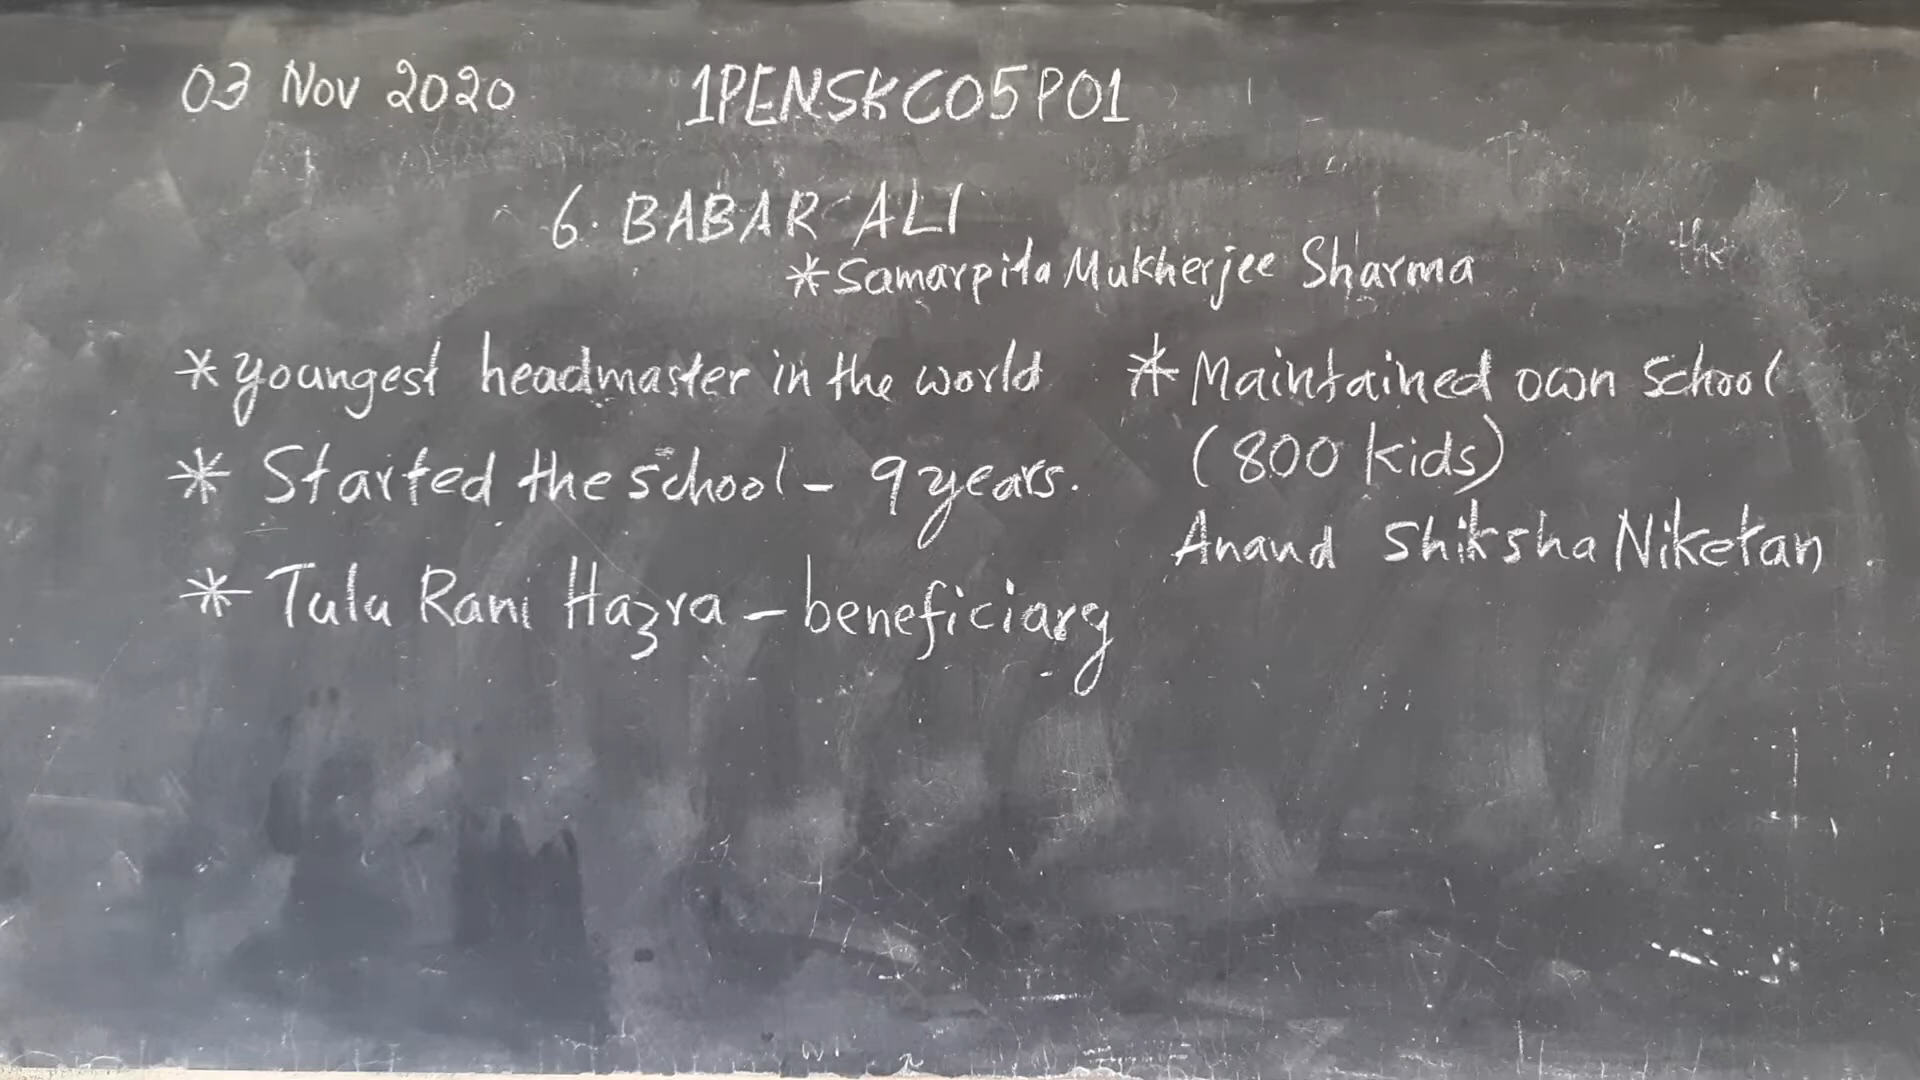 03 Nov 2020 1PENSKC05P01
6. BABAR ALI
*Samarpita Mukherjee Sharma
the
* youngest headmaster in the world
* Started the school - 9 years.
* Tulu Rani Hazra - beneficiary
* Maintained own school
(800 kids)
Anand Shiksha Niketan